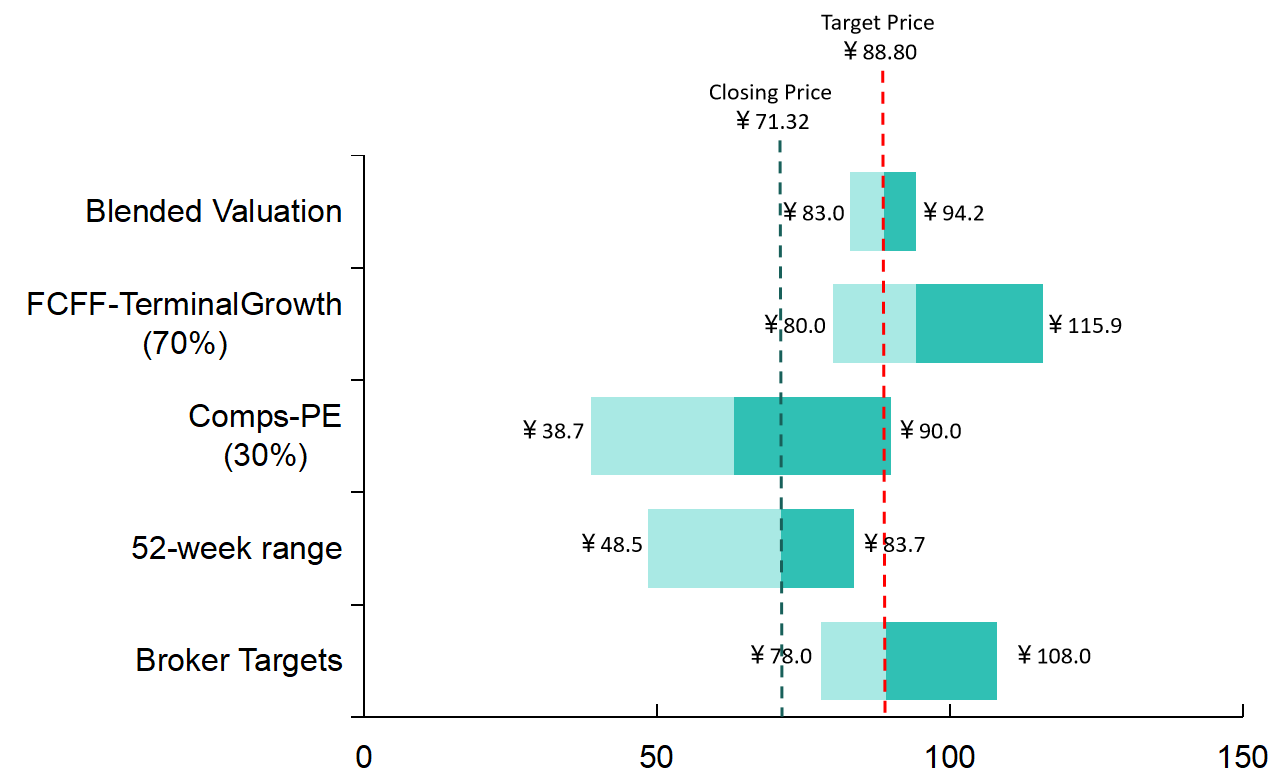 Target Price
¥ 88.80
Closing Price
¥ 71.32
Blended Valuation
¥ 83.0
¥ 94.2
FCFF-TerminalGrowth
(70%)
¥ 80.0
¥ 115.9
Comps-PE
(30%)
¥ 38.7
¥ 90.0
52-week range
¥ 48.5
¥ 83.7
Broker Targets
¥ 78.0
¥ 108.0
0
50
100
150